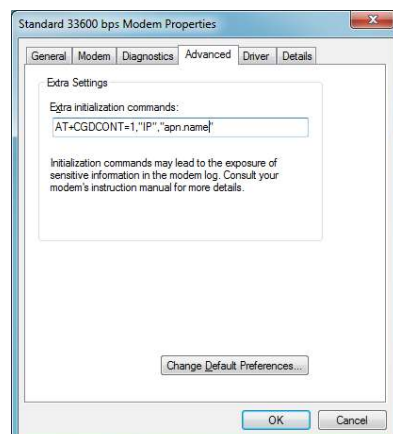 Standard 33600 bps Modem Properties
General Modem Diagnostics Advanced Driver Details
Extra Settings
Extra initialization commands:
AT+CGDCONT=1,"IP","apn.name"
Initialization commands may lead to the exposure of
sensitive information in the modem log. Consult your
modem's instruction manual for more details.
Change Default Preferences...
OK Cancel